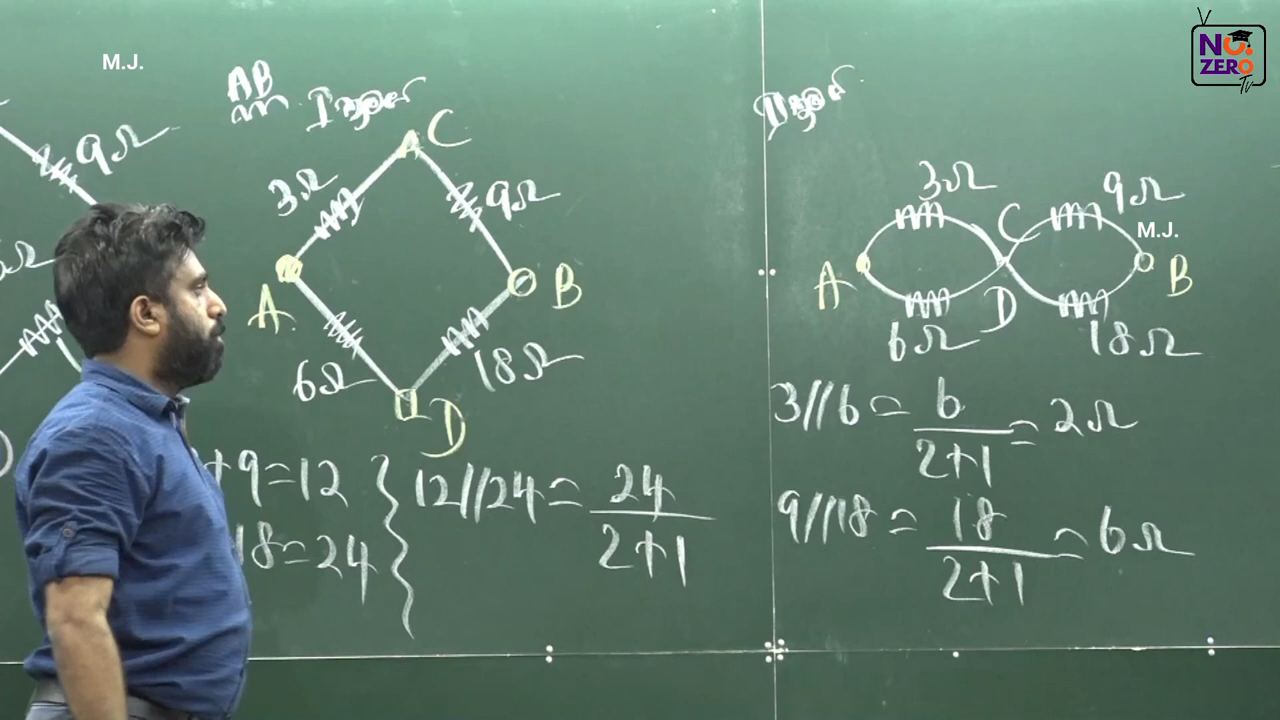 M.J.
NO.
ZERO
TV
9Ω
AB
C
3Ω
9Ω
A
B
6Ω
18Ω
D
+9=12
18=24
12//24=24/2+1
3Ω
C
9Ω
M.J.
A
B
6Ω
D
18Ω
3//6=6/2+1=2Ω
9//18=18/2+1=6Ω